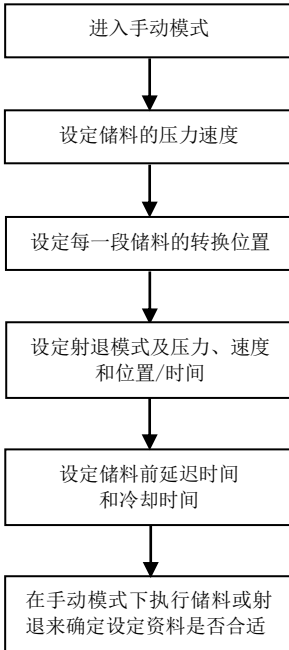 进入手动模式
设定储料的压力速度
设定每一段储料的转换位置
设定射退模式及压力、速度
和位置/时间
设定储料前延迟时间
和冷却时间
在手动模式下执行储料或射
退来确定设定资料是否合适